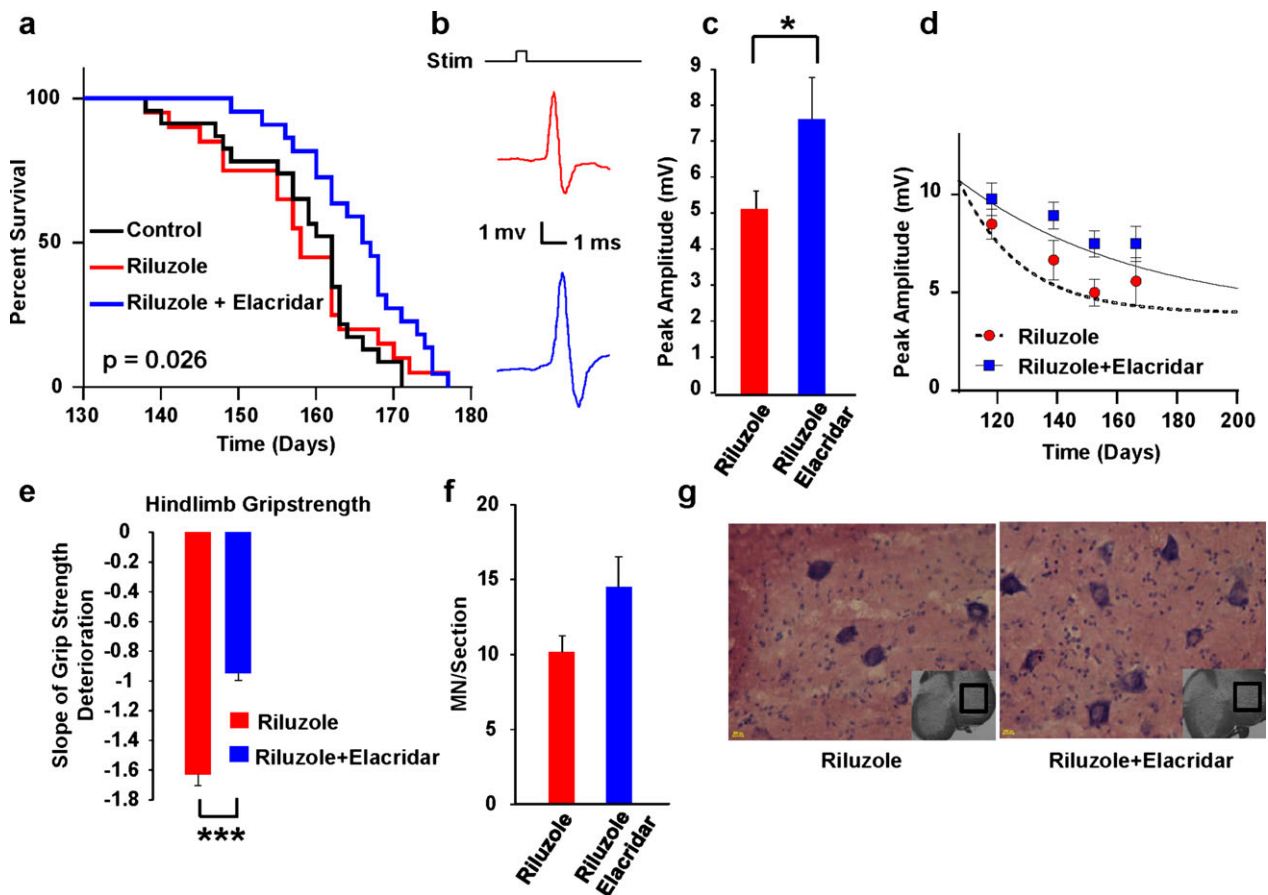 a
Percent Survival
100
50
0
Control
Riluzole
Riluzole + Elacridar
p = 0.026
130 140 150 160 170 180
Time (Days)
b
Stim
1 mv
1 ms
c
*
Peak Amplitude (mV)
9
8
7
6
5
4
3
2
1
0
Riluzole
Riluzole
Elacridar
d
Peak Amplitude (mV)
10
5
0
Riluzole
Riluzole+Elacridar
120 140 160 180 200
Time (Days)
e
Hindlimb Gripstrength
Slope of Grip Strength
Deterioration
0
-0.2
-0.4
-0.6
-0.8
-1
-1.2
-1.4
-1.6
-1.8
Riluzole
Riluzole+Elacridar
***
f
MN/Section
20
15
10
5
0
Riluzole
Riluzole
Elacridar
g
Riluzole
Riluzole+Elacridar